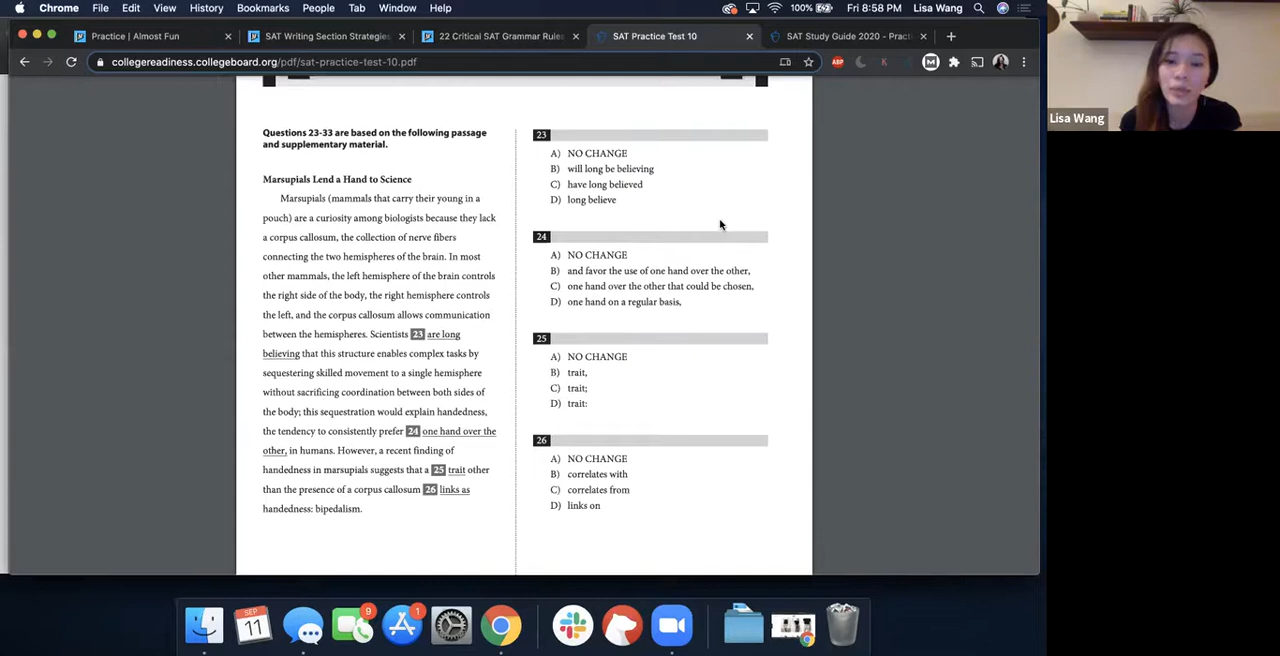 Chrome File Edit View History Bookmarks People Tab Window Help 100% Fri 8:58 PM Lisa Wang
Practice | Almost Fun
SAT Writing Section Strategies
22 Critical SAT Grammar Rules
SAT Practice Test 10
SAT Study Guide 2020 - Pract
collegereadiness.collegeboard.org/pdf/sat-practice-test-10.pdf
ABP
K
M
Lisa Wang
Questions 23-33 are based on the following passage
and supplementary material.
Marsupials Lend a Hand to Science
Marsupials (mammals that carry their young in a
pouch) are a curiosity among biologists because they lack
a corpus callosum, the collection of nerve fibers
connecting the two hemispheres of the brain. In most
other mammals, the left hemisphere of the brain controls
the right side of the body, the right hemisphere controls
the left, and the corpus callosum allows communication
between the hemispheres. Scientists 23 are long
believing that this structure enables complex tasks by
sequestering skilled movement to a single hemisphere
without sacrificing coordination between both sides of
the body; this sequestration would explain handedness,
the tendency to consistently prefer 24 one hand over the
other, in humans. However, a recent finding of
handedness in marsupials suggests that a 25 trait other
than the presence of a corpus callosum 26 links as
handedness: bipedalism.
23
A) NO CHANGE
B) will long be believing
C) have long believed
D) long believe
24
A) NO CHANGE
B) and favor the use of one hand over the other,
C) one hand over the other that could be chosen,
D) one hand on a regular basis,
25
A) NO CHANGE
B) trait,
C) trait;
D) trait:
26
A) NO CHANGE
B) correlates with
C) correlates from
D) links on
SEP
11
9
1